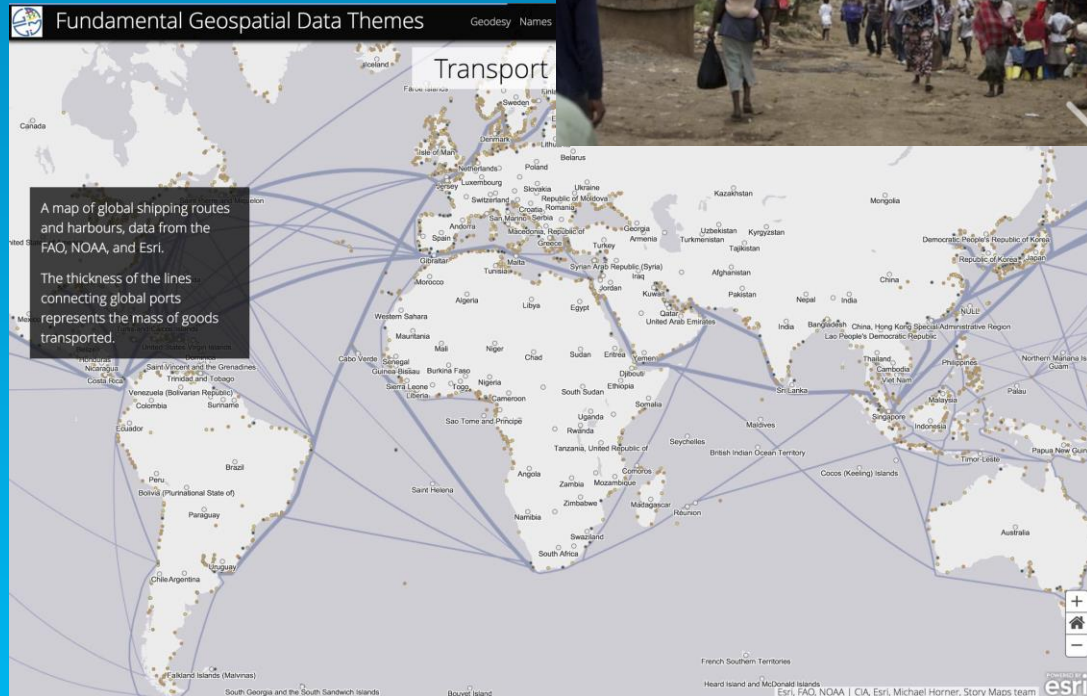 Fundamental Geospatial Data Themes
Geodesy Names
Transport
A map of global shipping routes
and harbours, data from the
FAO, NOAA, and Esri.
The thickness of the lines
connecting global ports
represents the mass of goods
transported.
Iceland
Sweden
Canada
Denmark
Isle of Man
Belarus
Netherlands
Poland
Jersey
Luxembourg
Ukraine
Slovakia
Kazakhstan
Mongolia
Switzerland
Republic of Moldova
Croatia
Romania
San Marino
Serbia
Andorra
Macedonia, Republic of
Georgia
Uzbekistan
Kyrgyzstan
Spain
Greece
Turkey
Armenia
Turkmenistan
Tajikistan
Democratic People's Republic of Korea
Republic of Korea
Japan
Gibraltar
Malta
Tunisia
Syrian Arab Republic (Syria)
Iraq
Afghanistan
China
Morocco
Jordan
Kuwait
Pakistan
Nepal
India
Algeria
Libya
Egypt
Qatar
United Arab Emirates
NULL
Western Sahara
India
Bangladesh
China, Hong Kong Special Administrative Region
Lao People's Democratic Republic
Mauritania
Mali
Niger
Chad
Sudan
Eritrea
Yemen
Thailand
Philippines
Northern Mariana Is
Guam
Honduras
Nicaragua
Costa Rica
Saint Vincent and the Grenadines
Trinidad and Tobago
Cabo Verde
Senegal
Guinea-Bissau
Burkina Faso
Djibouti
Cambodia
Viet Nam
Venezuela (Bolivarian Republic)
Sierra Leone
Togo
Nigeria
Cameroon
Ethiopia
South Sudan
Sri Lanka
Palau
Colombia
Suriname
Liberia
Somalia
Maldives
Malaysia
Singapore
Ecuador
Sao Tome and Principe
Uganda
Rwanda
Indonesia
Brazil
Tanzania, United Republic of
Seychelles
British Indian Ocean Territory
Timor-Leste
Papua New Guin
Peru
Bolivia (Plurinational State of)
Saint Helena
Angola
Zambia
Mozambique
Comoros
Cocos (Keeling) Islands
Paraguay
Zimbabwe
Madagascar
Réunion
Namibia
Swaziland
Australia
South Africa
Uruguay
Chile
Argentina
Falkland Islands (Malvinas)
South Georgia and the South Sandwich Islands
Bouvet Island
French Southern Territories
Heard Island and McDonald Islands
Esri, FAO, NOAA | CIA, Esri, Michael Horner, Story Maps team
POWERED BY
esri